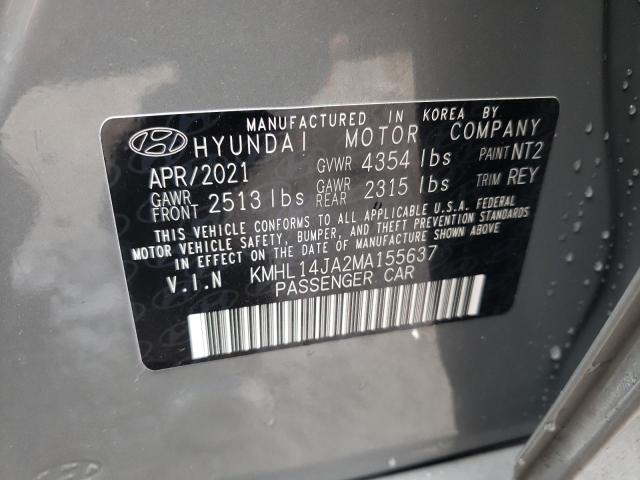 MANUFACTURED IN KOREA BY
HYUNDAI MOTOR COMPANY
APR/2021 GVWR 4354 lbs PAINT NT2
GAWR FRONT 2513 lbs GAWR REAR 2315 lbs TRIM REY
THIS VEHICLE CONFORMS TO ALL APPLICABLE U.S.A. FEDERAL
MOTOR VEHICLE SAFETY, BUMPER, AND THEFT PREVENTION STANDARDS
IN EFFECT ON THE DATE OF MANUFACTURE SHOWN ABOVE.
V.I.N KMHL14JA2MA155637
PASSENGER CAR